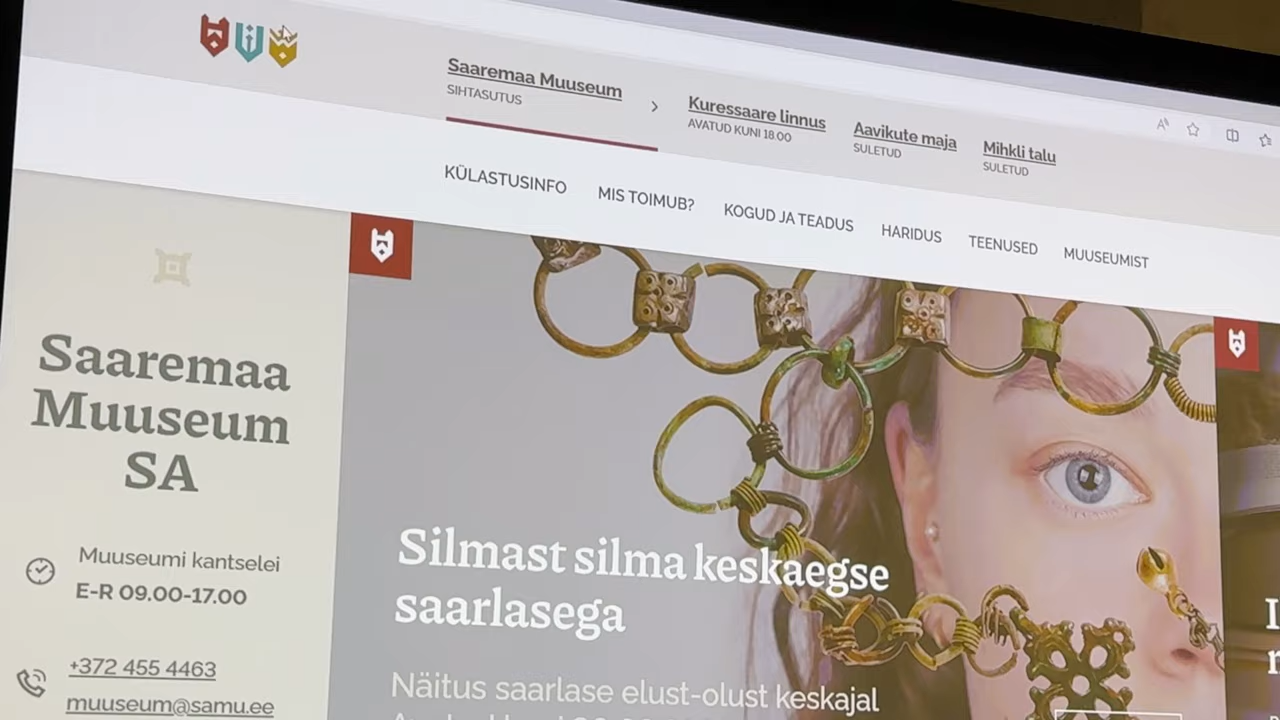 Saaremaa Muuseum
SIHTASUTUS
Kuressaare linnus
AVATUD KUNI 18.00
Aavikute maja
SULETUD
Mihkli talu
SULETUD
KÜLASTUSINFO
MIS TOIMUB?
KOGUD JA TEADUS
HARIDUS
TEENUSED
MUUSEUMIST
Saaremaa
Muuseum
SA
Muuseumi kantselei
E-R 09.00-17.00
+372 455 4463
muuseum@samu.ee
Silmast silma keskaegse
saarlasega
Näitus saarlase elust-olust keskajal